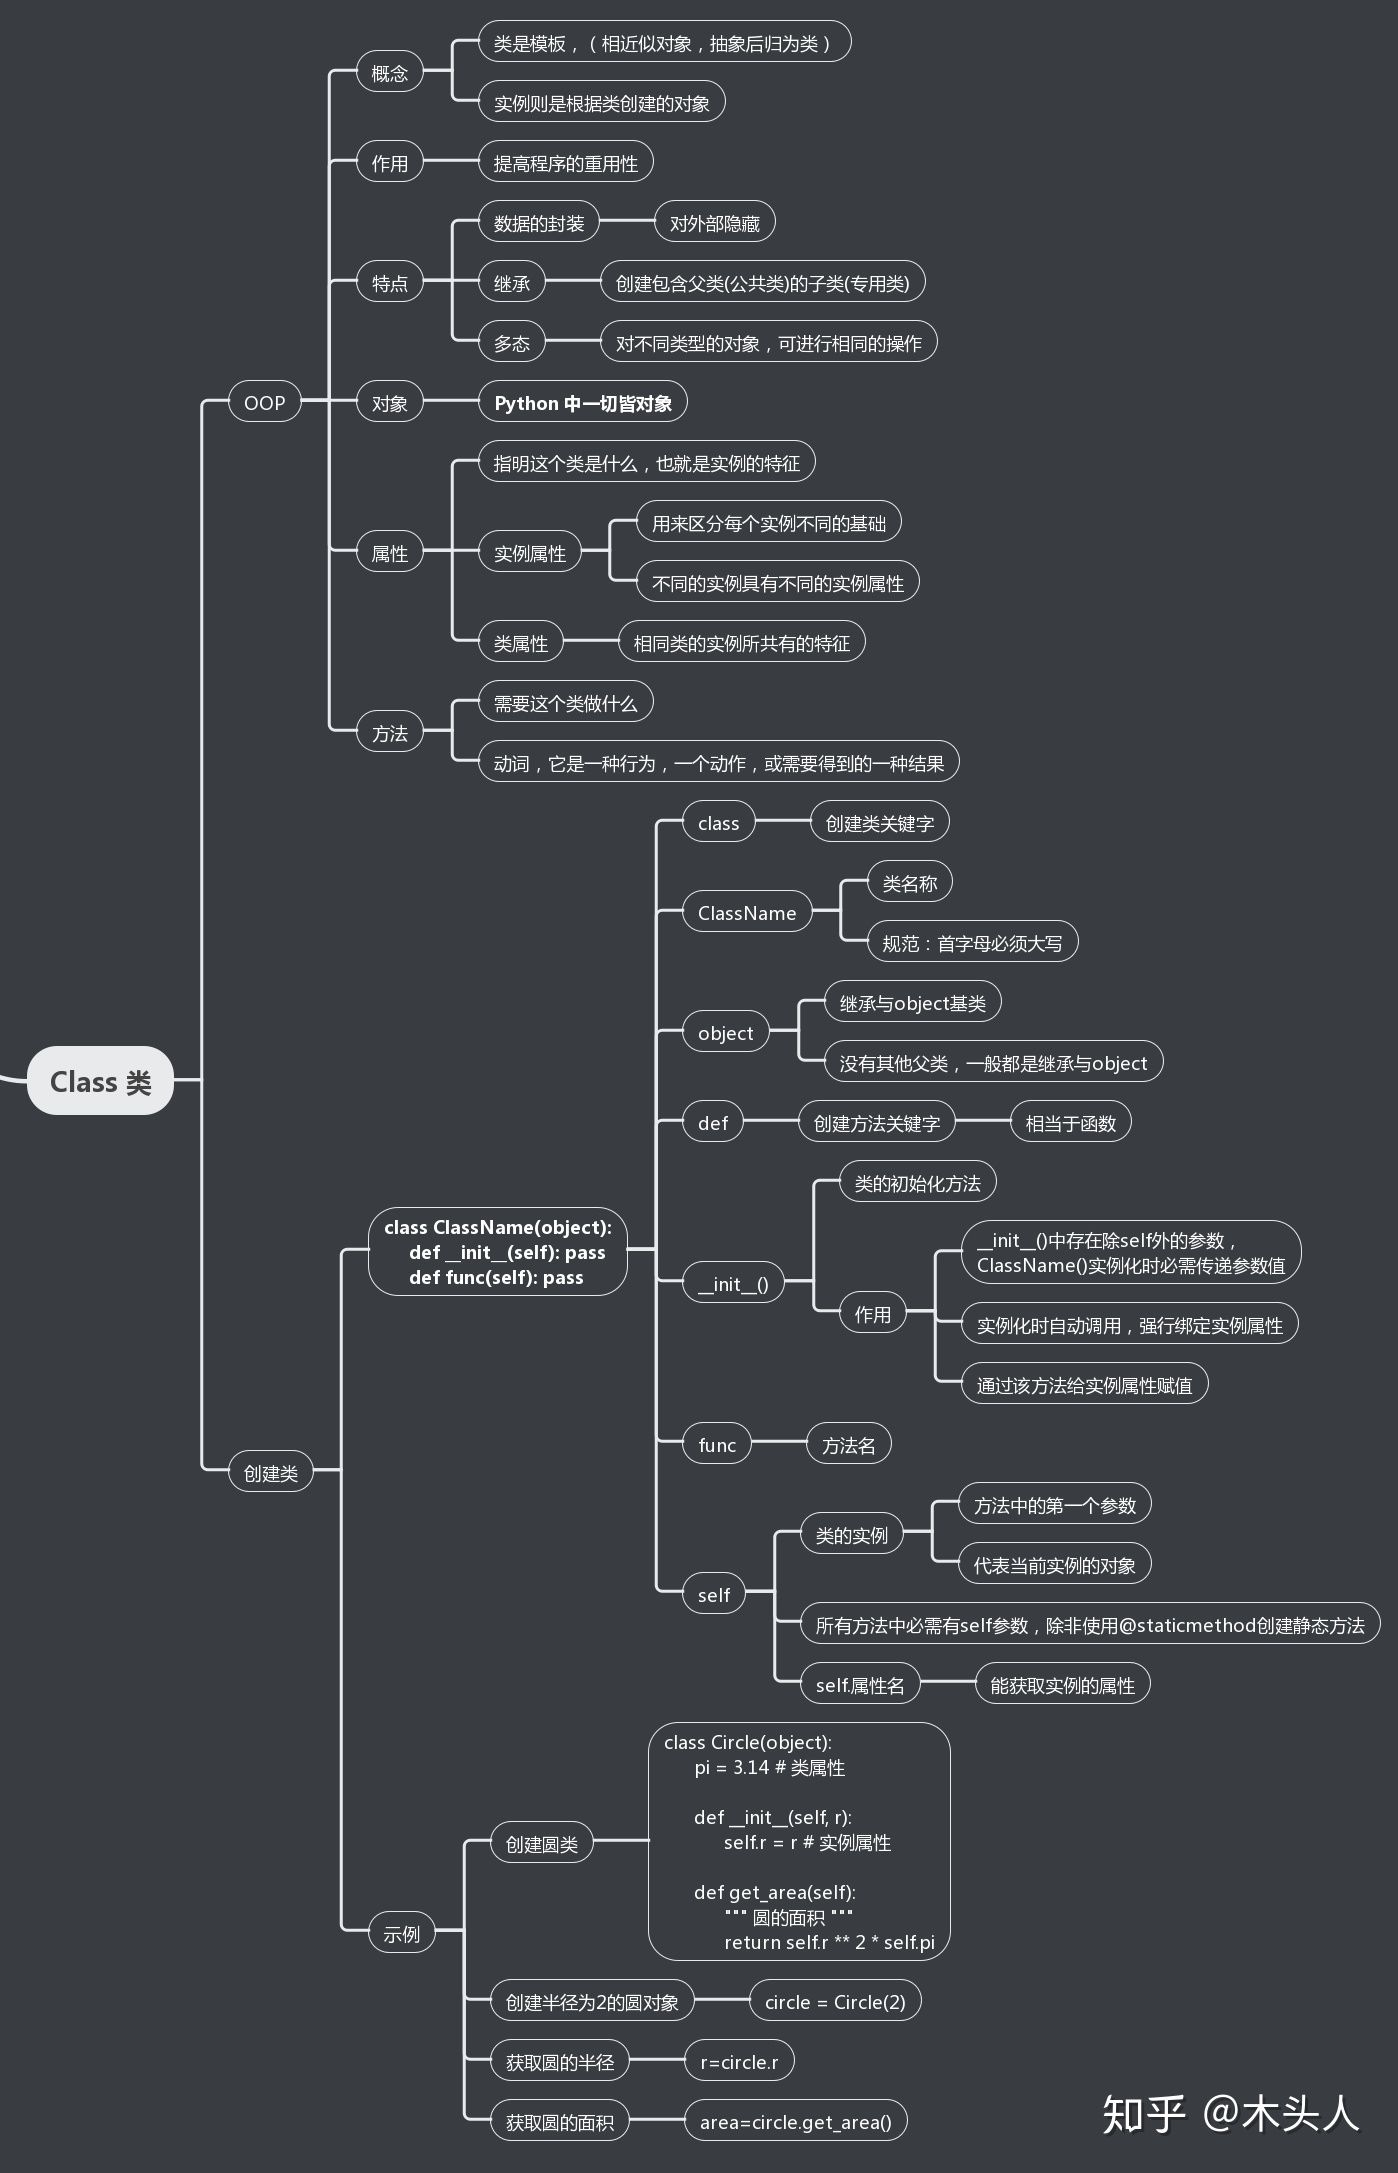 Class 类
OOP
概念
类是模板，（相近似对象，抽象后归为类）
实例则是根据类创建的对象
作用
提高程序的重用性
特点
数据的封装
对外部隐藏
继承
创建包含父类(公共类)的子类(专用类)
多态
对不同类型的对象，可进行相同的操作
对象
Python 中一切皆对象
属性
指明这个类是什么，也就是实例的特征
实例属性
用来区分每个实例不同的基础
不同的实例具有不同的实例属性
类属性
相同类的实例所共有的特征
方法
需要这个类做什么
动词，它是一种行为，一个动作，或需要得到的一种结果
创建类
class ClassName(object):
def __init__(self): pass
def func(self): pass
class
创建类关键字
ClassName
类名称
规范：首字母必须大写
object
继承与object基类
没有其他父类，一般都是继承与object
def
创建方法关键字
相当于函数
__init__()
类的初始化方法
作用
__init__()中存在除self外的参数，
ClassName()实例化时必需传递参数值
实例化时自动调用，强行绑定实例属性
通过该方法给实例属性赋值
func
方法名
self
类的实例
方法中的第一个参数
代表当前实例的对象
所有方法中必需有self参数，除非使用@staticmethod创建静态方法
self.属性名
能获取实例的属性
示例
创建圆类
class Circle(object):
pi = 3.14 # 类属性
def __init__(self, r):
self.r = r # 实例属性
def get_area(self):
""" 圆的面积 """
return self.r ** 2 * self.pi
创建半径为2的圆对象
circle = Circle(2)
获取圆的半径
r=circle.r
获取圆的面积
area=circle.get_area()
知乎 @木头人